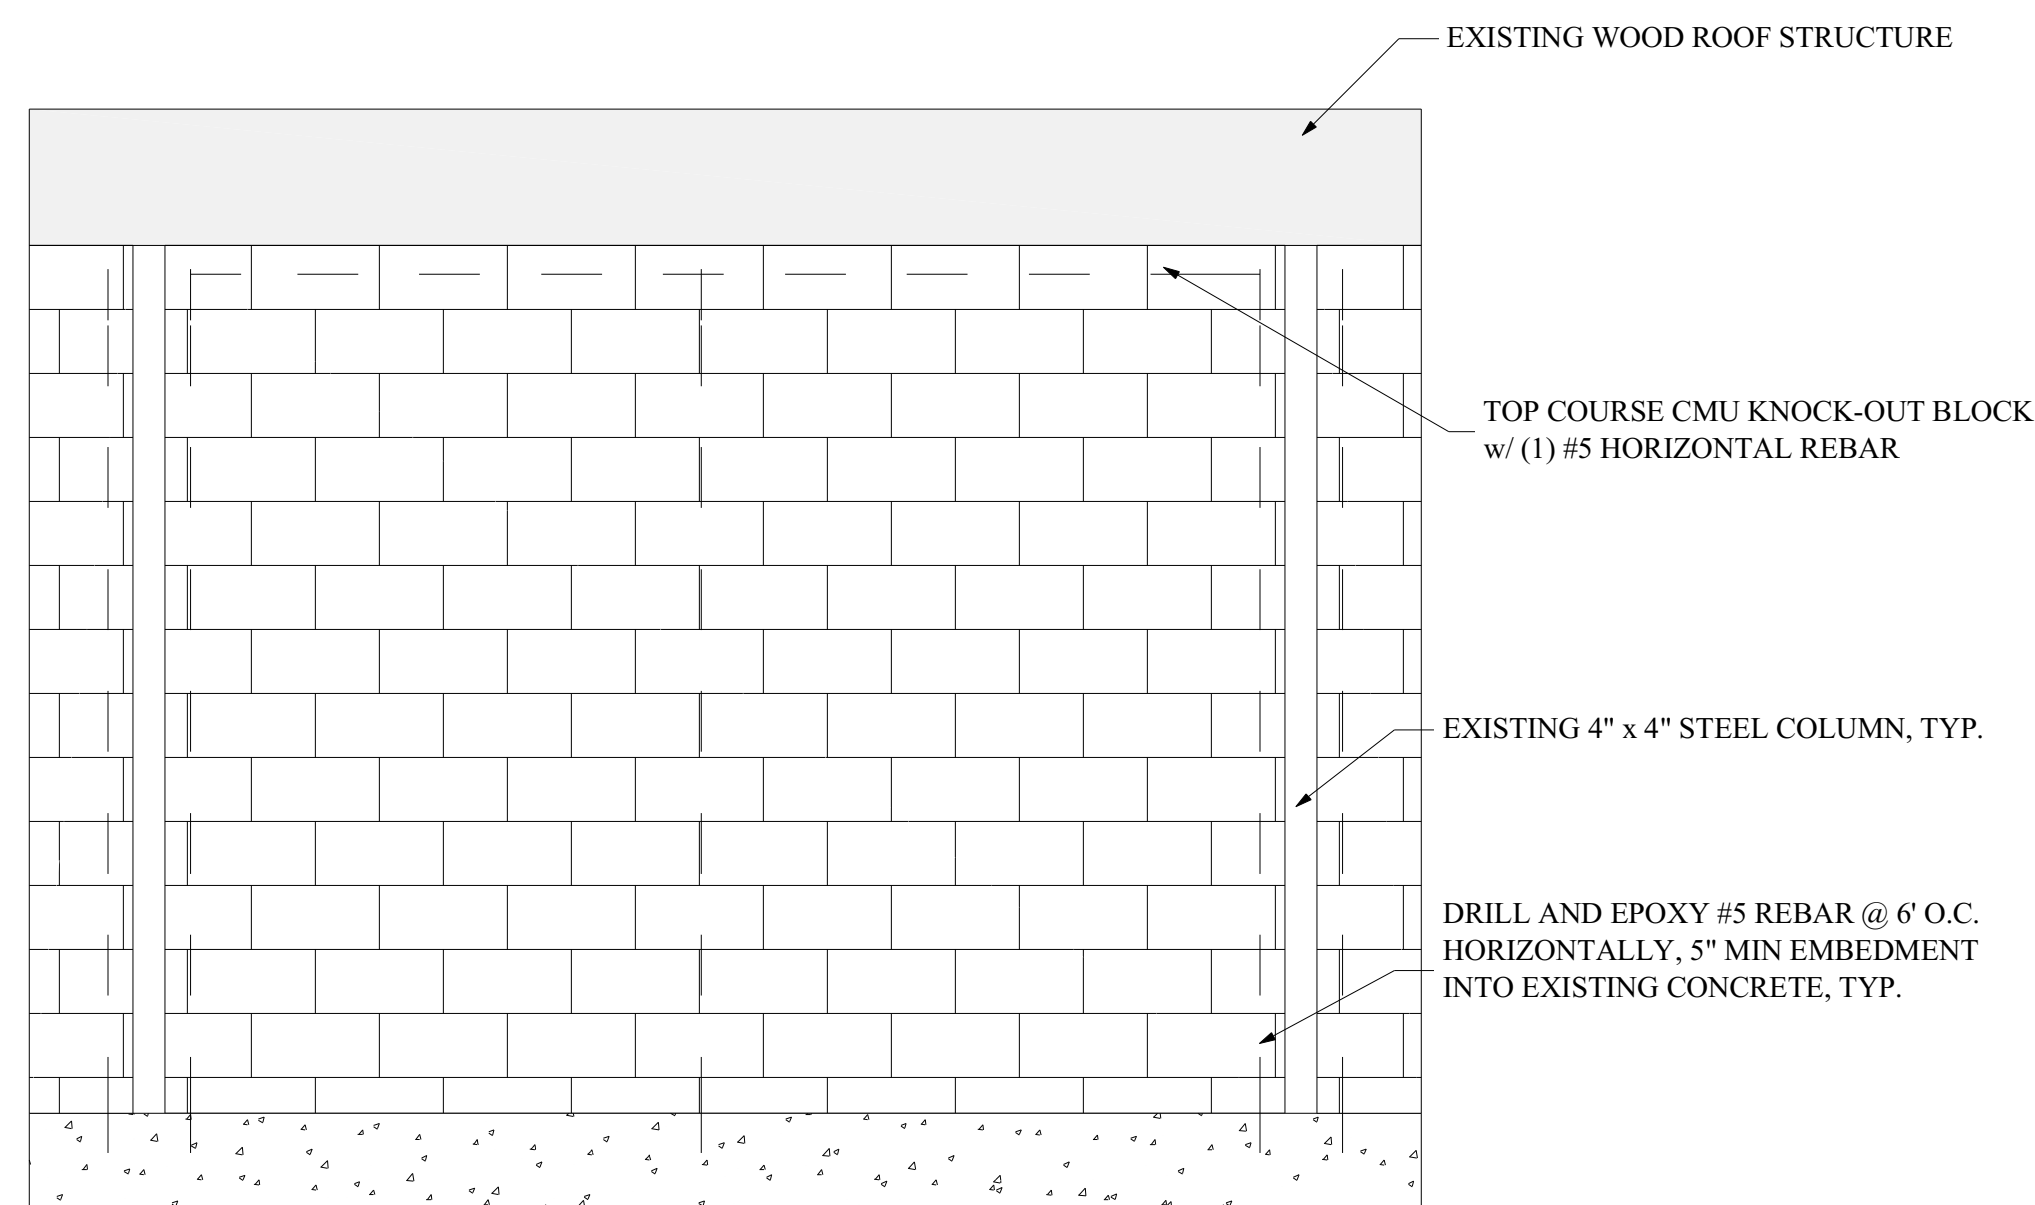 EXISTING WOOD ROOF STRUCTURE
TOP COURSE CMU KNOCK-OUT BLOCK
w/ (1) #5 HORIZONTAL REBAR
EXISTING 4" x 4" STEEL COLUMN, TYP.
DRILL AND EPOXY #5 REBAR @ 6' O.C.
HORIZONTALLY, 5" MIN EMBEDMENT
INTO EXISTING CONCRETE, TYP.